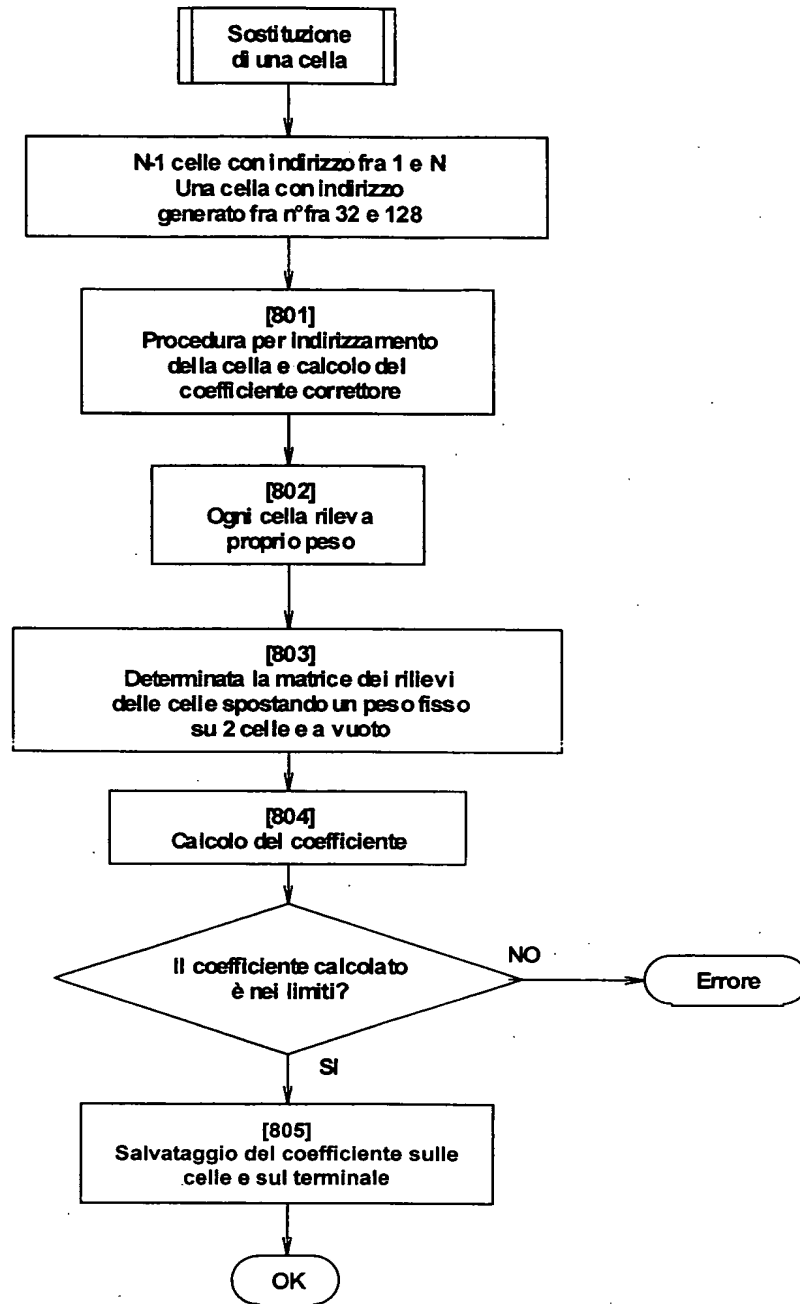 Sostituzione
di una cella
N-1 celle con indirizzo fra 1 e N
Una cella con indirizzo
generato fra n° fra 32 e 128
[801]
Procedura per indirizzamento
della cella e calcolo del
coefficiente correttore
[802]
Ogni cella rileva
proprio peso
[803]
Determinata la matrice dei rilievi
delle celle spostando un peso fisso
su 2 celle e a vuoto
[804]
Calcolo del coefficiente
Il coefficiente calcolato
è nei limiti?
NO
Errore
SI
[805]
Salvataggio del coefficiente sulle
celle e sul terminale
OK